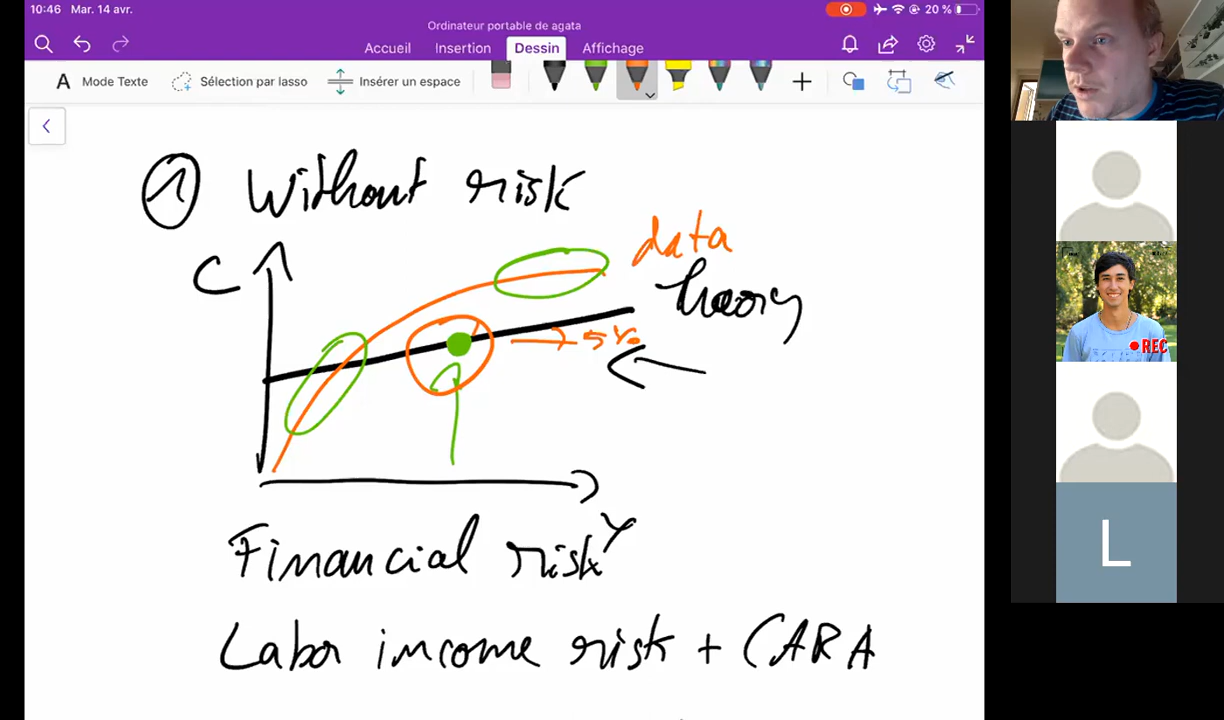 10:46 Mar. 14 avr.
20 %
Ordinateur portable de agata
Accueil Insertion Dessin Affichage
A Mode Texte Sélection par lasso Insérer un espace
1 Without risk
data
C
Theory
→ 5%
Y
Financial risk
Labor income risk + CARA
REC
L